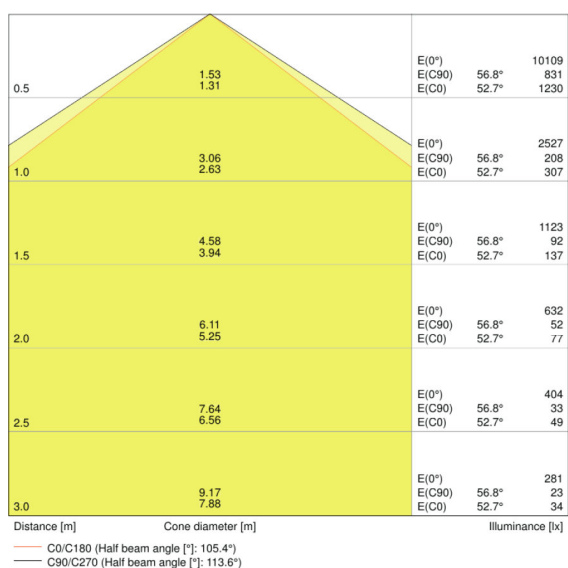 E(0°) 10109
1.53 E(C90) 56.8° 831
0.5 1.31 E(C0) 52.7° 1230
E(0°) 2527
3.06 E(C90) 56.8° 208
1.0 2.63 E(C0) 52.7° 307
E(0°) 1123
4.58 E(C90) 56.8° 92
1.5 3.94 E(C0) 52.7° 137
E(0°) 632
6.11 E(C90) 56.8° 52
2.0 5.25 E(C0) 52.7° 77
E(0°) 404
7.64 E(C90) 56.8° 33
2.5 6.56 E(C0) 52.7° 49
E(0°) 281
9.17 E(C90) 56.8° 23
3.0 7.88 E(C0) 52.7° 34
Distance [m] Cone diameter [m] Illuminance [lx]
C0/C180 (Half beam angle [°]: 105.4°)
C90/C270 (Half beam angle [°]: 113.6°)